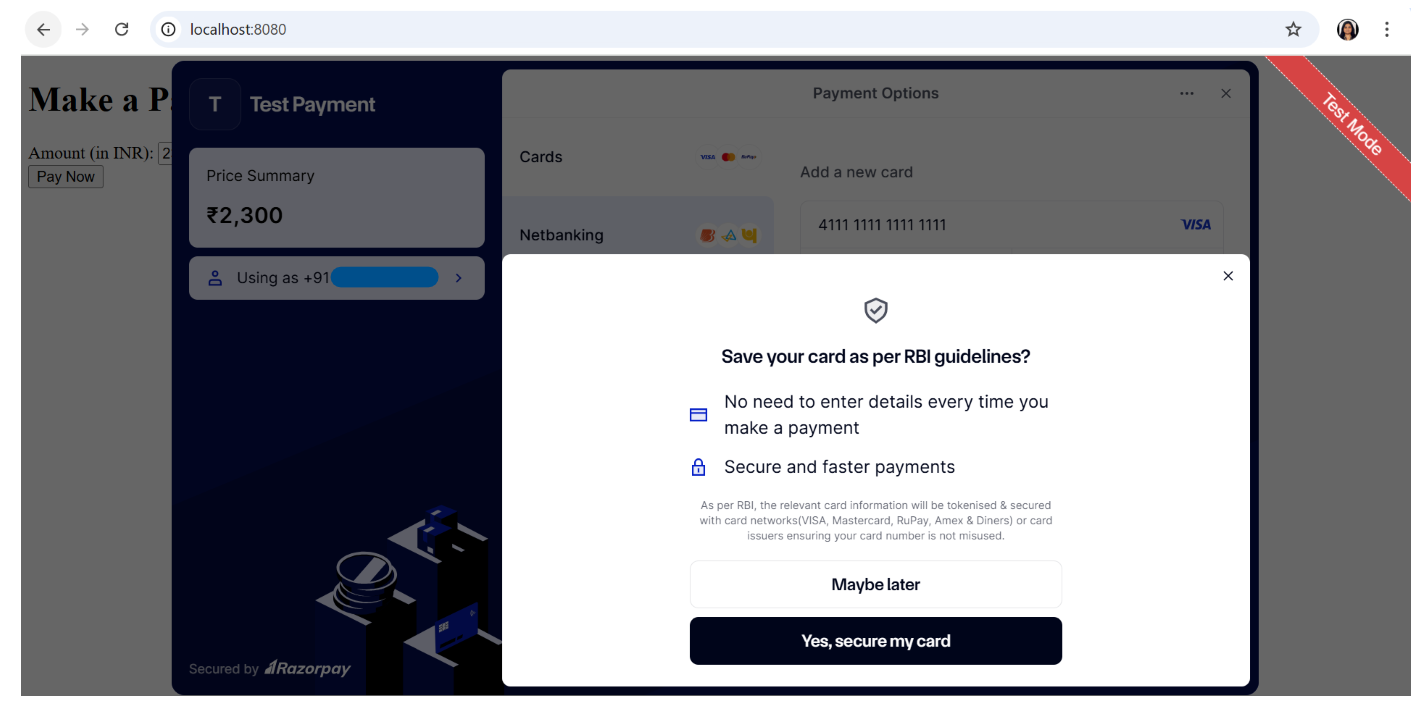 localhost:8080
Make a P
Amount (in INR): 2
Pay Now
T Test Payment
Price Summary
₹2,300
Using as +91
Secured by Razorpay
Payment Options
Cards
VISA
RuPay
Netbanking
Add a new card
4111 1111 1111 1111 VISA
Save your card as per RBI guidelines?
No need to enter details every time you
make a payment
Secure and faster payments
As per RBI, the relevant card information will be tokenised & secured
with card networks(VISA, Mastercard, RuPay, Amex & Diners) or card
issuers ensuring your card number is not misused.
Maybe later
Yes, secure my card
Test Mode